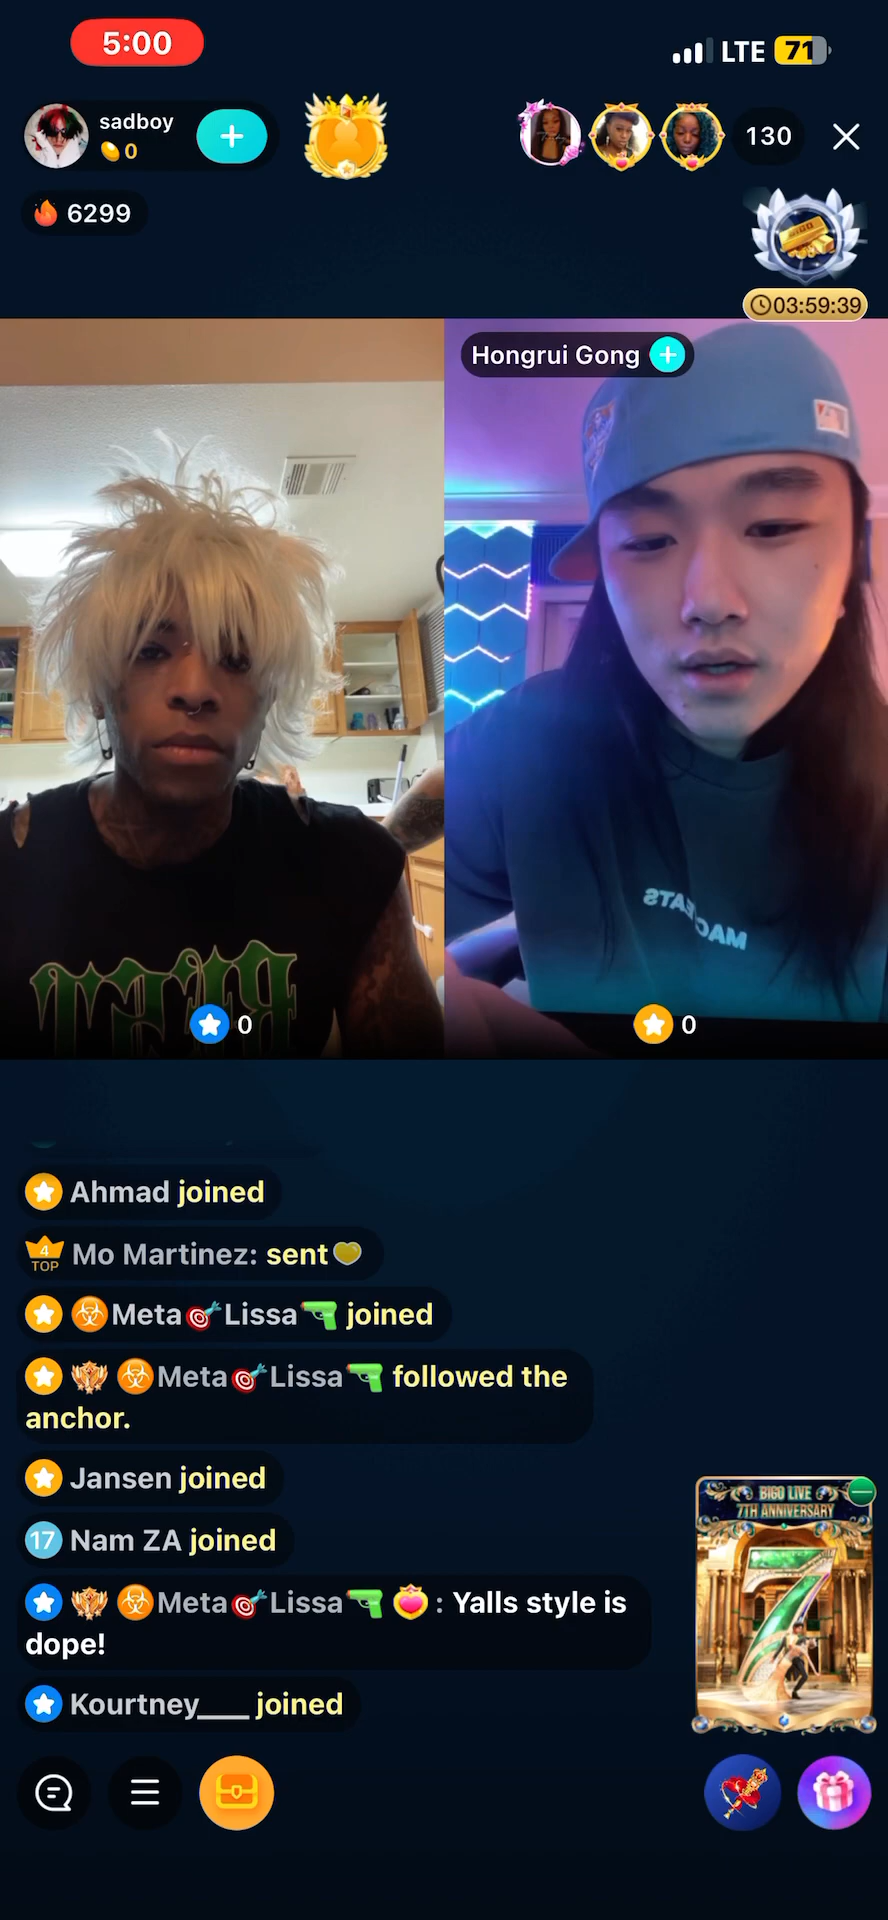 5:00
LTE 71
sadboy
0
130
6299
03:59:39
Hongrui Gong
0
0
Ahmad joined
4 TOP Mo Martinez: sent
Meta Lissa joined
Meta Lissa followed the
anchor.
Jansen joined
17 Nam ZA joined
Meta Lissa : Yalls style is
dope!
Kourtney___ joined
BIGO LIVE
7TH ANNIVERSARY
7